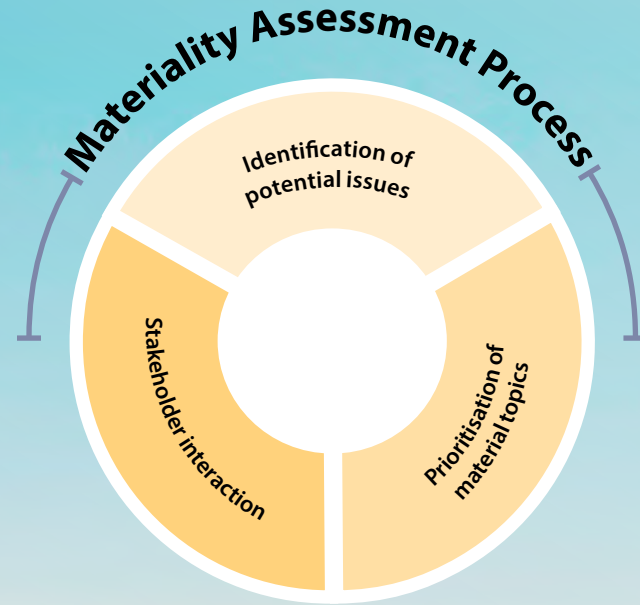 Materiality Assessment Process
Identification of
potential issues
Stakeholder interaction
Prioritisation of
material topics